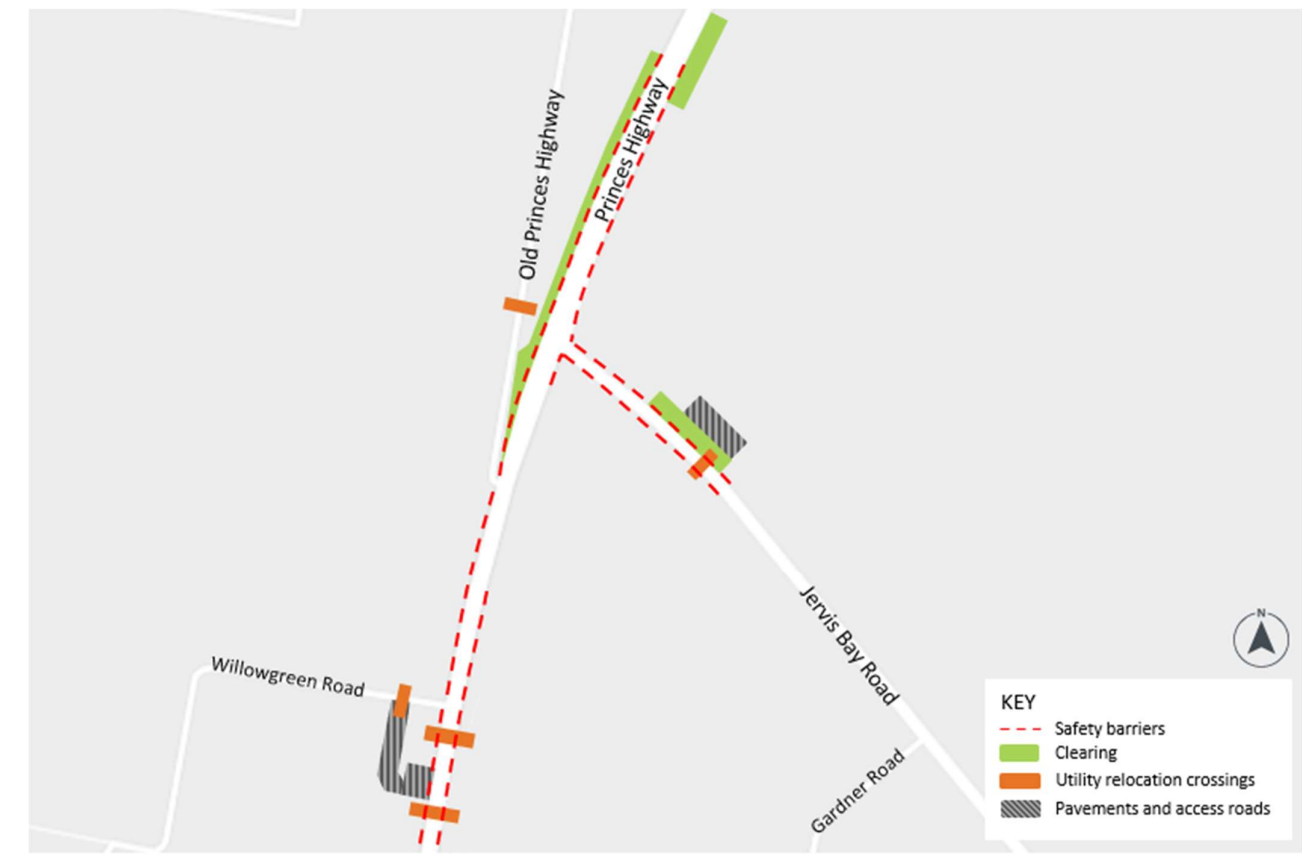 Old Princes Highway
Princes Highway
Willowgreen Road
Jervis Bay Road
Gardner Road
N
KEY
Safety barriers
Clearing
Utility relocation crossings
Pavements and access roads